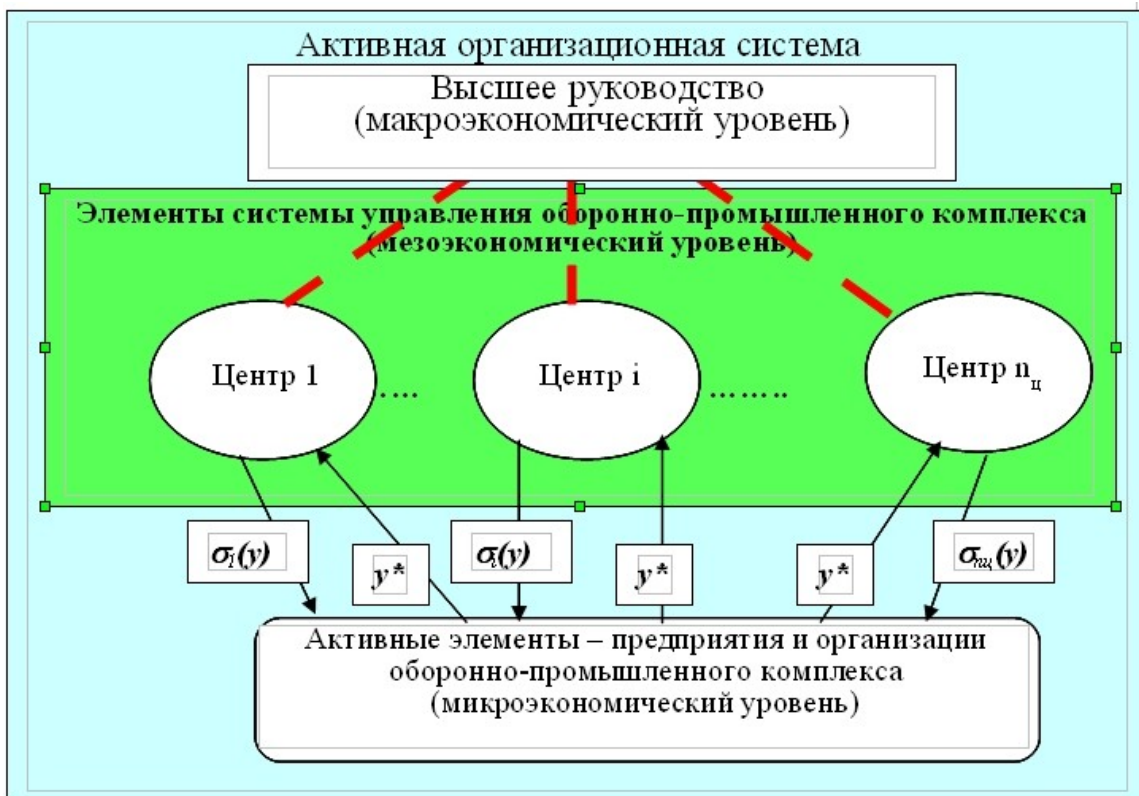 Активная организационная система
Высшее руководство
(макроэкономический уровень)
Элементы системы управления оборонно-промышленного комплекса
(мезоэкономический уровень)
Центр 1
.....
Центр i
........
Центр nц
σ1(y)
y*
σi(y)
y*
y*
σnц(y)
Активные элементы – предприятия и организации
оборонно-промышленного комплекса
(микроэкономический уровень)